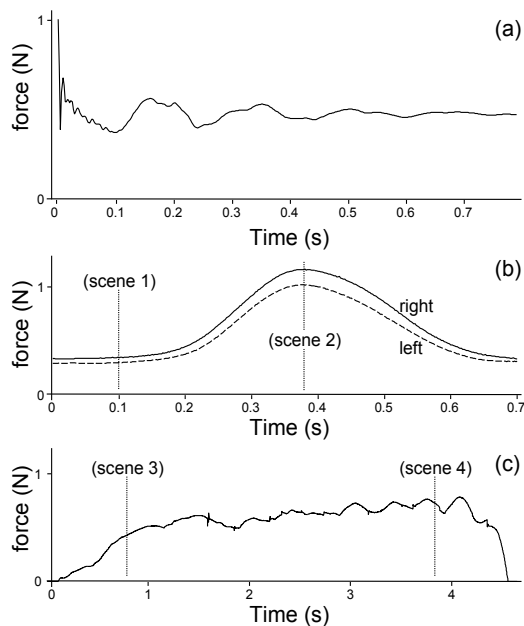 (a)
force (N)
1
0
0 0.1 0.2 0.3 0.4 0.5 0.6 0.7
Time (s)
(b)
force (N)
1
0
(scene 1)
(scene 2)
right
left
0 0.1 0.2 0.3 0.4 0.5 0.6 0.7
Time (s)
(c)
force (N)
1
0
(scene 3)
(scene 4)
1 2 3 4
Time (s)